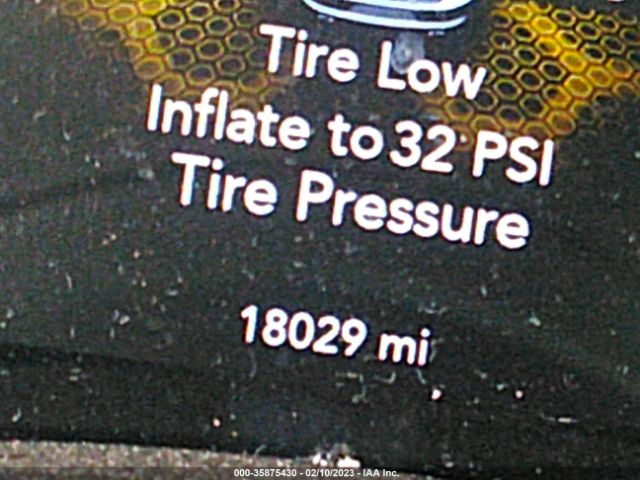 Tire Low
Inflate to 32 PSI
Tire Pressure
18029 mi
000-35875430 - 02/10/2023 - IAA Inc.